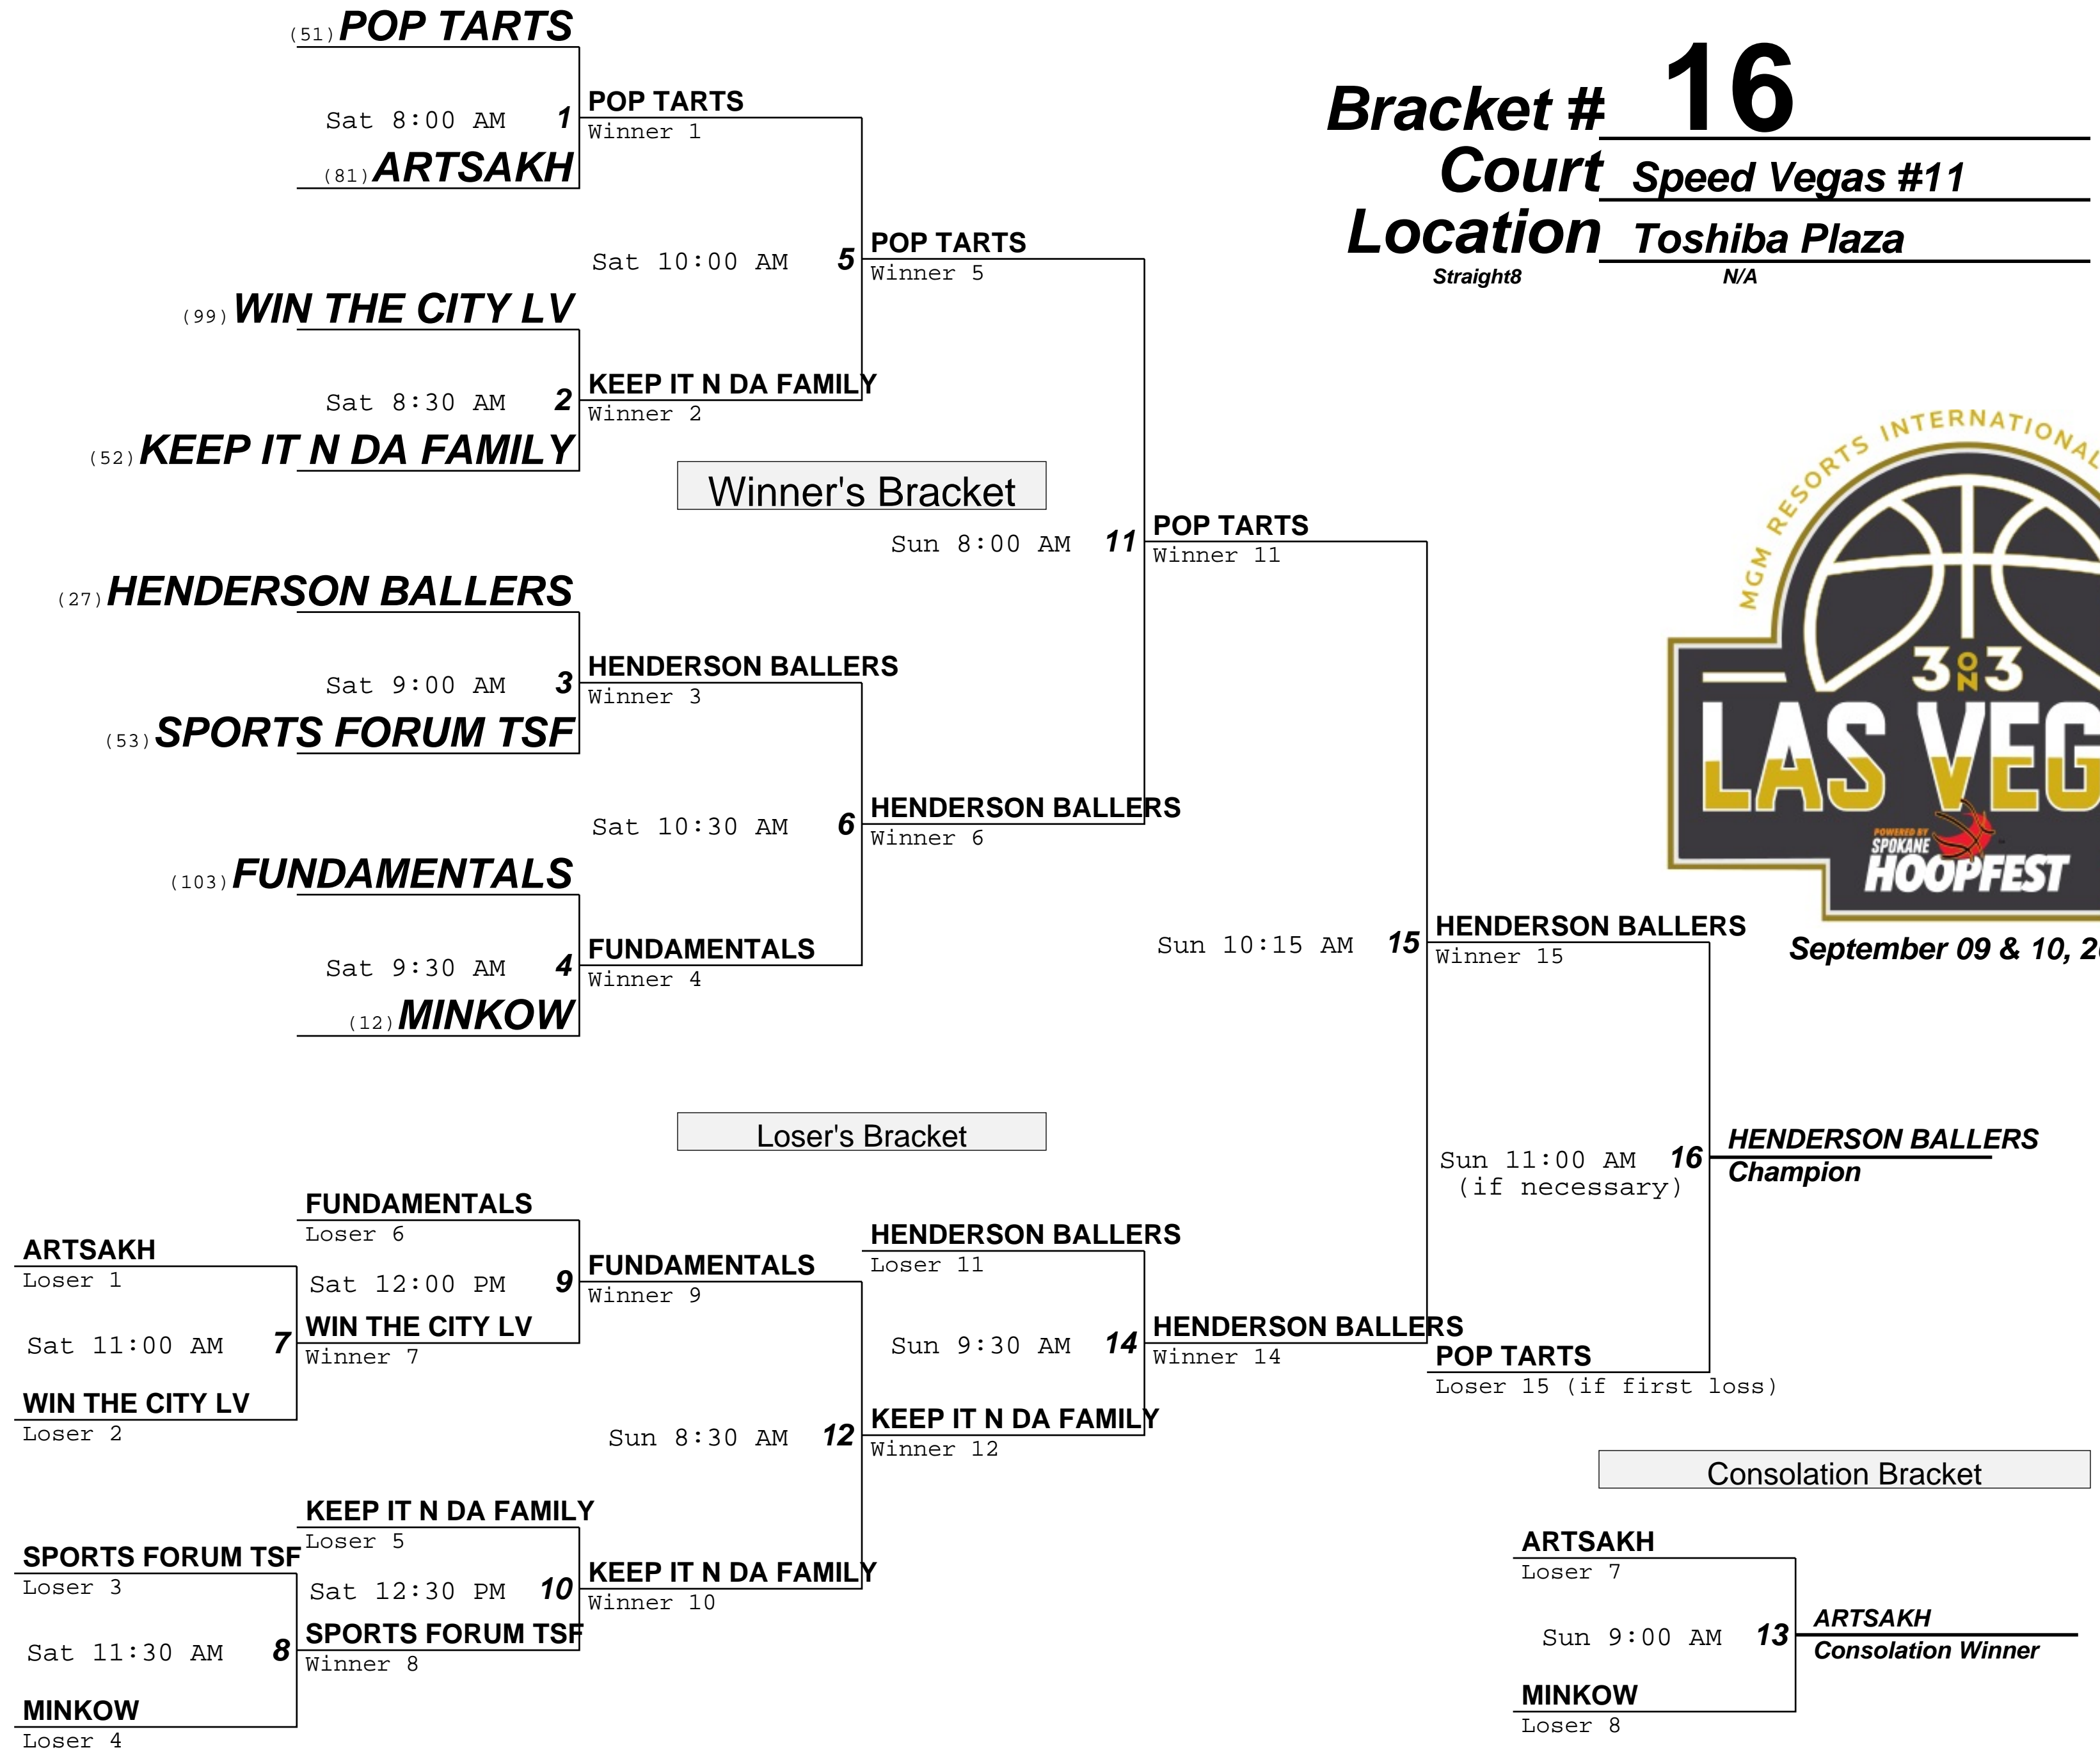 (51) POP TARTS
Sat 8:00 AM 1
POP TARTS
Winner 1
(81) ARTSAKH
Sat 10:00 AM 5
POP TARTS
Winner 5
(99) WIN THE CITY LV
Sat 8:30 AM 2
KEEP IT N DA FAMILY
Winner 2
(52) KEEP IT N DA FAMILY
Winner's Bracket
Sun 8:00 AM 11
POP TARTS
Winner 11
(27) HENDERSON BALLERS
Sat 9:00 AM 3
HENDERSON BALLERS
Winner 3
(53) SPORTS FORUM TSF
Sat 10:30 AM 6
HENDERSON BALLERS
Winner 6
(103) FUNDAMENTALS
Sat 9:30 AM 4
FUNDAMENTALS
Winner 4
(12) MINKOW
Bracket # 16
Court Speed Vegas #11
Location Toshiba Plaza
Straight8 N/A
MGM RESORTS INTERNATIONAL
3 ON 3
LAS VEG
POWERED BY
SPOKANE
HOOPFEST
September 09 & 10, 2
Sun 10:15 AM 15
HENDERSON BALLERS
Winner 15
Sun 11:00 AM 16
(if necessary)
HENDERSON BALLERS
Champion
Loser's Bracket
FUNDAMENTALS
Loser 6
ARTSAKH
Loser 1
Sat 12:00 PM 9
FUNDAMENTALS
Winner 9
Sat 11:00 AM 7
WIN THE CITY LV
Winner 7
WIN THE CITY LV
Loser 2
HENDERSON BALLERS
Loser 11
Sun 9:30 AM 14
HENDERSON BALLERS
Winner 14
POP TARTS
Loser 15 (if first loss)
Sun 8:30 AM 12
KEEP IT N DA FAMILY
Winner 12
KEEP IT N DA FAMILY
Loser 5
SPORTS FORUM TSF
Loser 3
Sat 12:30 PM 10
KEEP IT N DA FAMILY
Winner 10
Sat 11:30 AM 8
SPORTS FORUM TSF
Winner 8
MINKOW
Loser 4
Consolation Bracket
ARTSAKH
Loser 7
Sun 9:00 AM 13
ARTSAKH
Consolation Winner
MINKOW
Loser 8